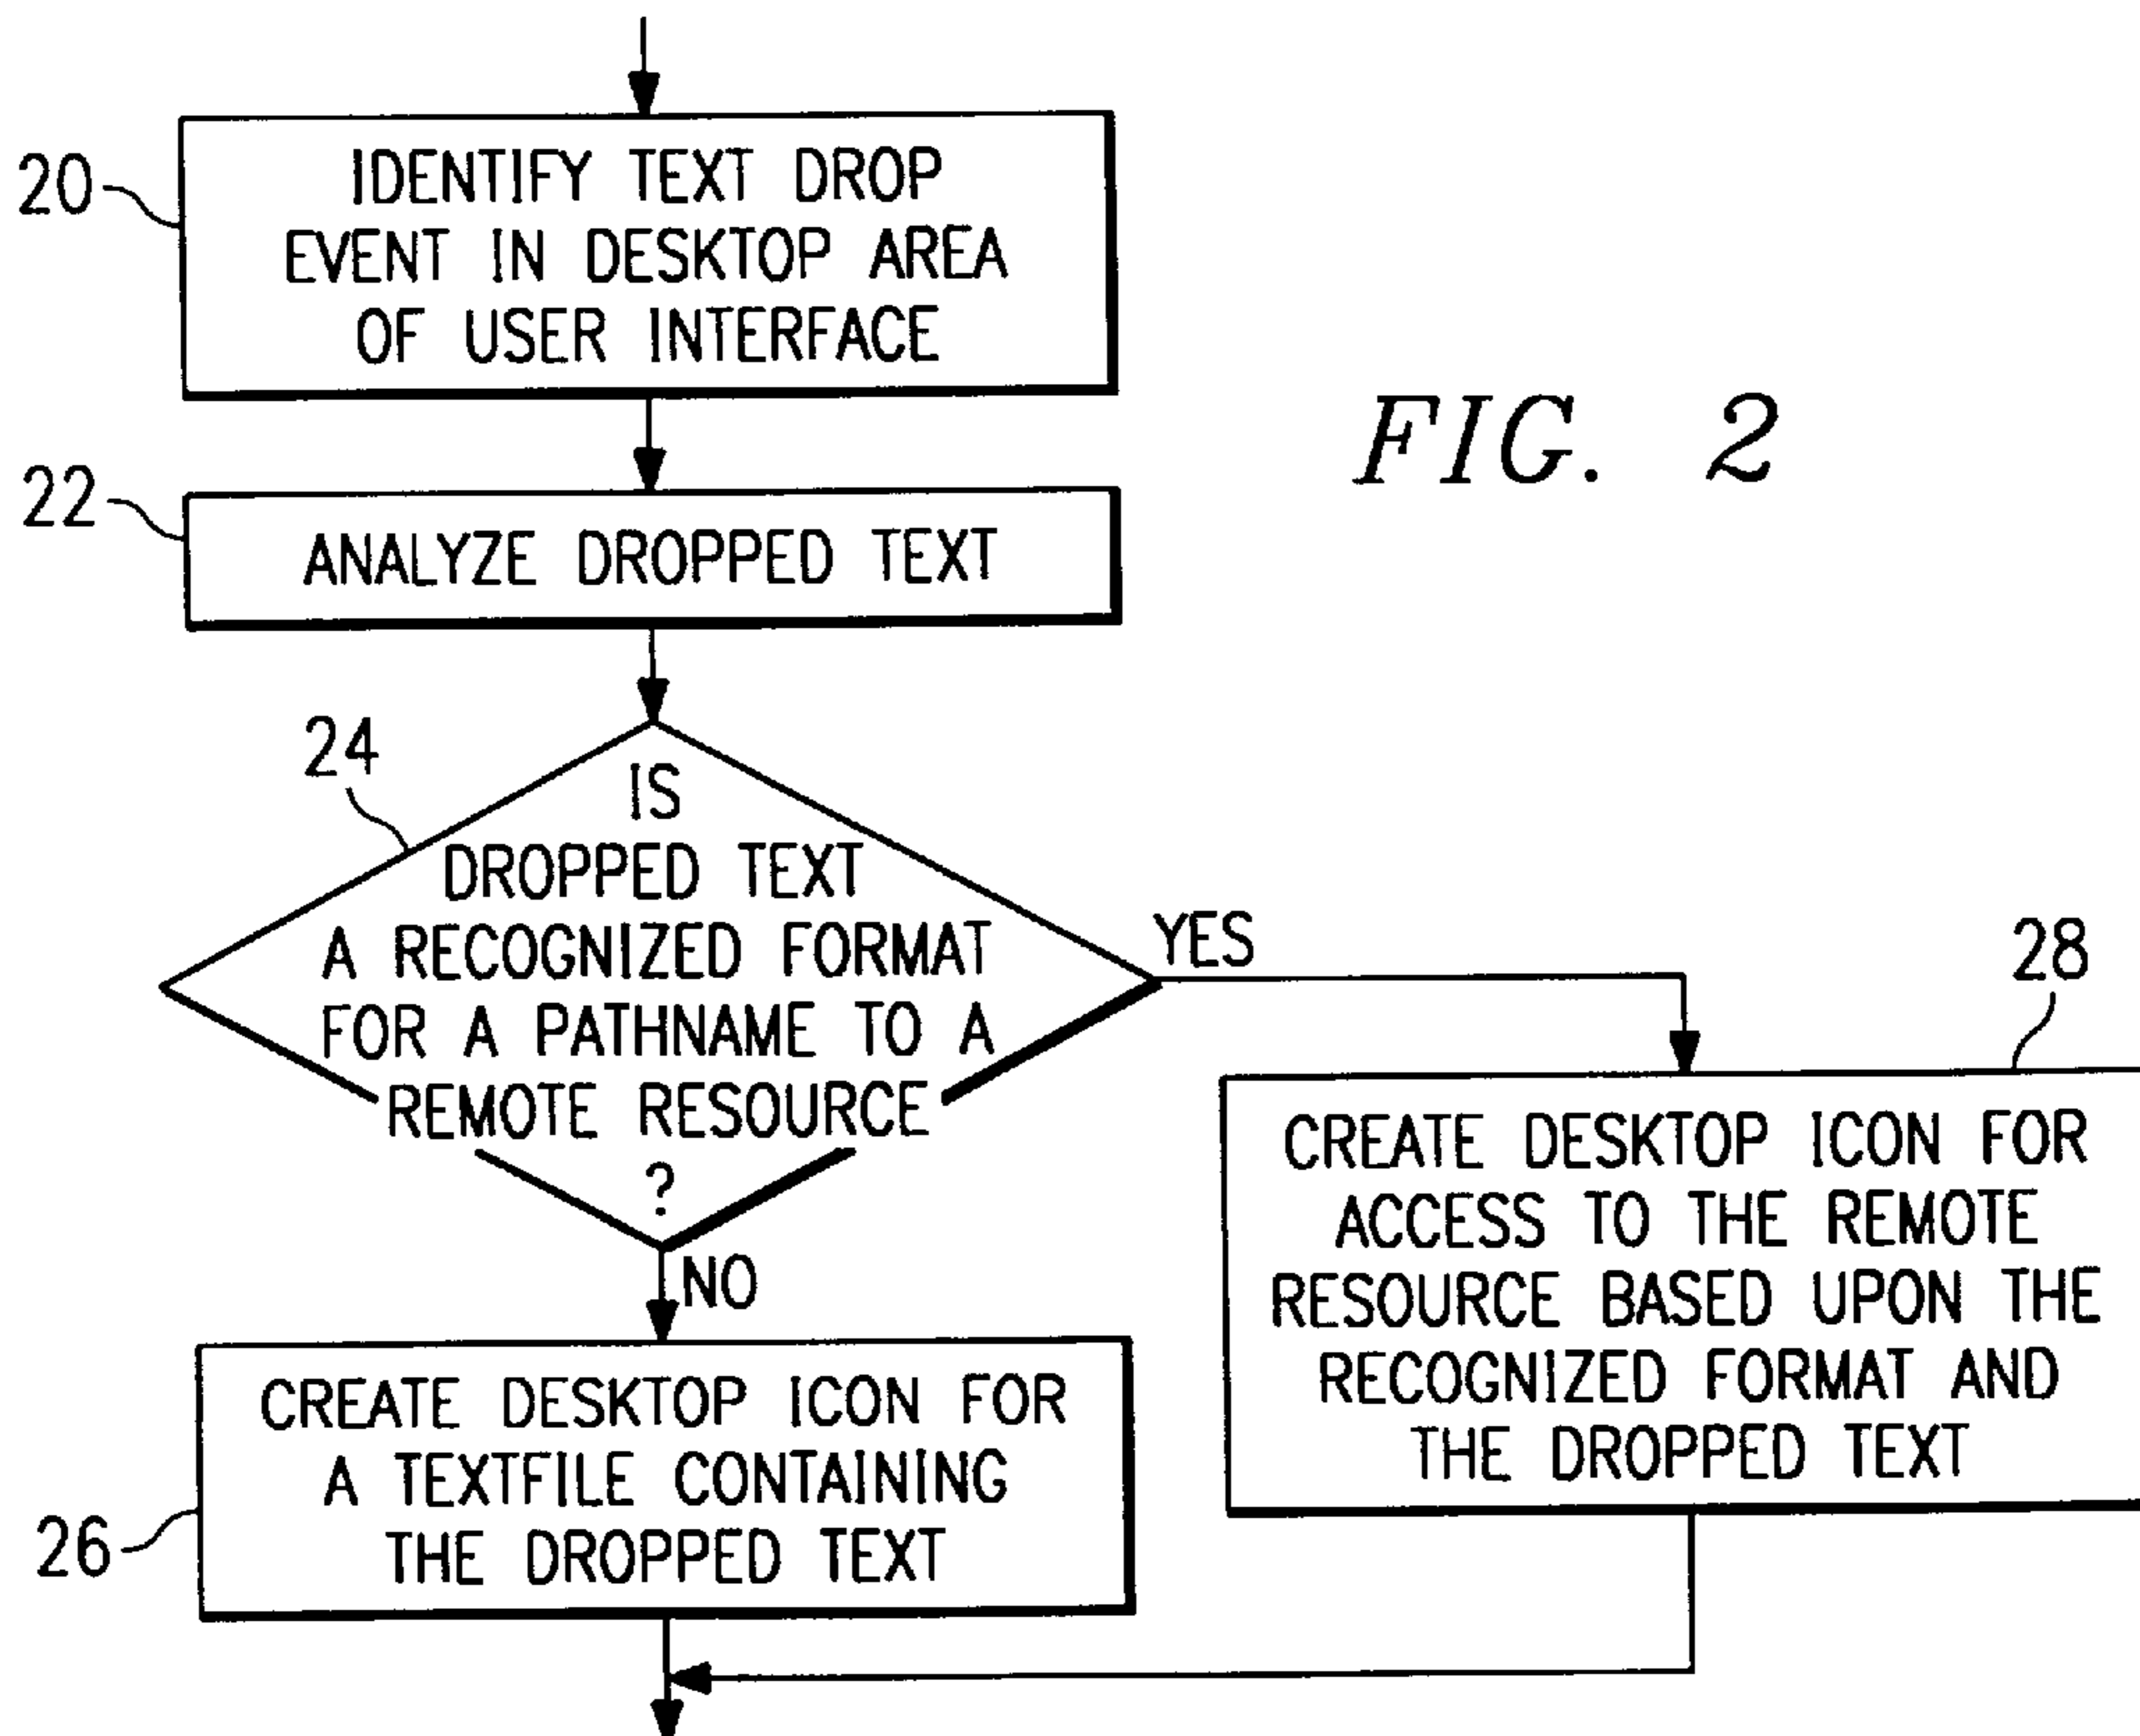 20
IDENTIFY TEXT DROP
EVENT IN DESKTOP AREA
OF USER INTERFACE
FIG. 2
22
ANALYZE DROPPED TEXT
24
IS
DROPPED TEXT
A RECOGNIZED FORMAT
FOR A PATHNAME TO A
REMOTE RESOURCE
?
YES
NO
28
CREATE DESKTOP ICON FOR
ACCESS TO THE REMOTE
RESOURCE BASED UPON THE
RECOGNIZED FORMAT AND
THE DROPPED TEXT
26
CREATE DESKTOP ICON FOR
A TEXTFILE CONTAINING
THE DROPPED TEXT